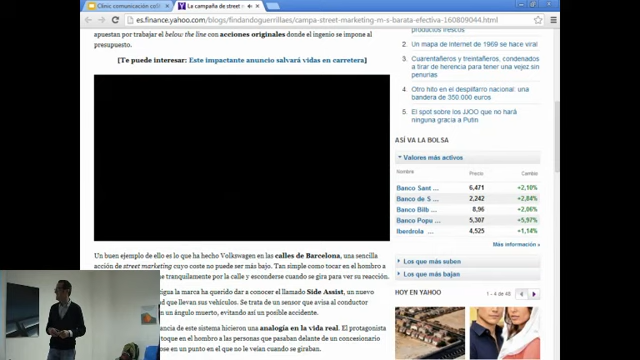 Clinic comunicación co
La campaña de street
es.finance.yahoo.com/blogs/findandoguerrillaes/campa-street-marketing-m-s-barata-efectiva-160809044.html
apuestan por trabajar el below the line con acciones originales donde el ingenio se impone al
presupuesto.
[Te puede interesar: Este impactante anuncio salvará vidas en carretera]
Un buen ejemplo de ello es lo que ha hecho Volkswagen en las calles de Barcelona, una sencilla
acción de street marketing cuyo coste no puede ser más bajo. Tan simple como tocar en el hombro a
tranquilamente por la calle y esconderse cuando se gira para ver su reacción.
la marca ha querido dar a conocer el llamado Side Assist, un nuevo
que llevan sus vehículos. Se trata de un sensor que avisa al conductor
en un ángulo muerto, evitando así un posible accidente.
de este sistema hicieron una analogía en la vida real. El protagonista
toque en el hombro a las personas que pasaban delante de un concesionario
en un punto en el que no le veían cuando se giraban.
productos frescos
2. Un mapa de Internet de 1969 se hace viral
3. Cuarentañeros y treintañeros, condenados
a tirar de herencia para tener una vejez sin
penurias
4. Otro hito en el despilfarro nacional: una
bandera de 350.000 euros
5. El spot sobre los JJOO que no hará
ninguna gracia a Putin
ASÍ VA LA BOLSA
Valores más activos
Nombre Precio Cambio
Banco Sant ... 6,471 +2,10%
Banco de S ... 2,242 +2,84%
Banco Bilb ... 8,96 +2,06%
Banco Popu ... 5,307 +5,97%
Iberdrola ... 4,525 +1,14%
Más información »
Los que más suben
Los que más bajan
HOY EN YAHOO
1 - 4 de 48